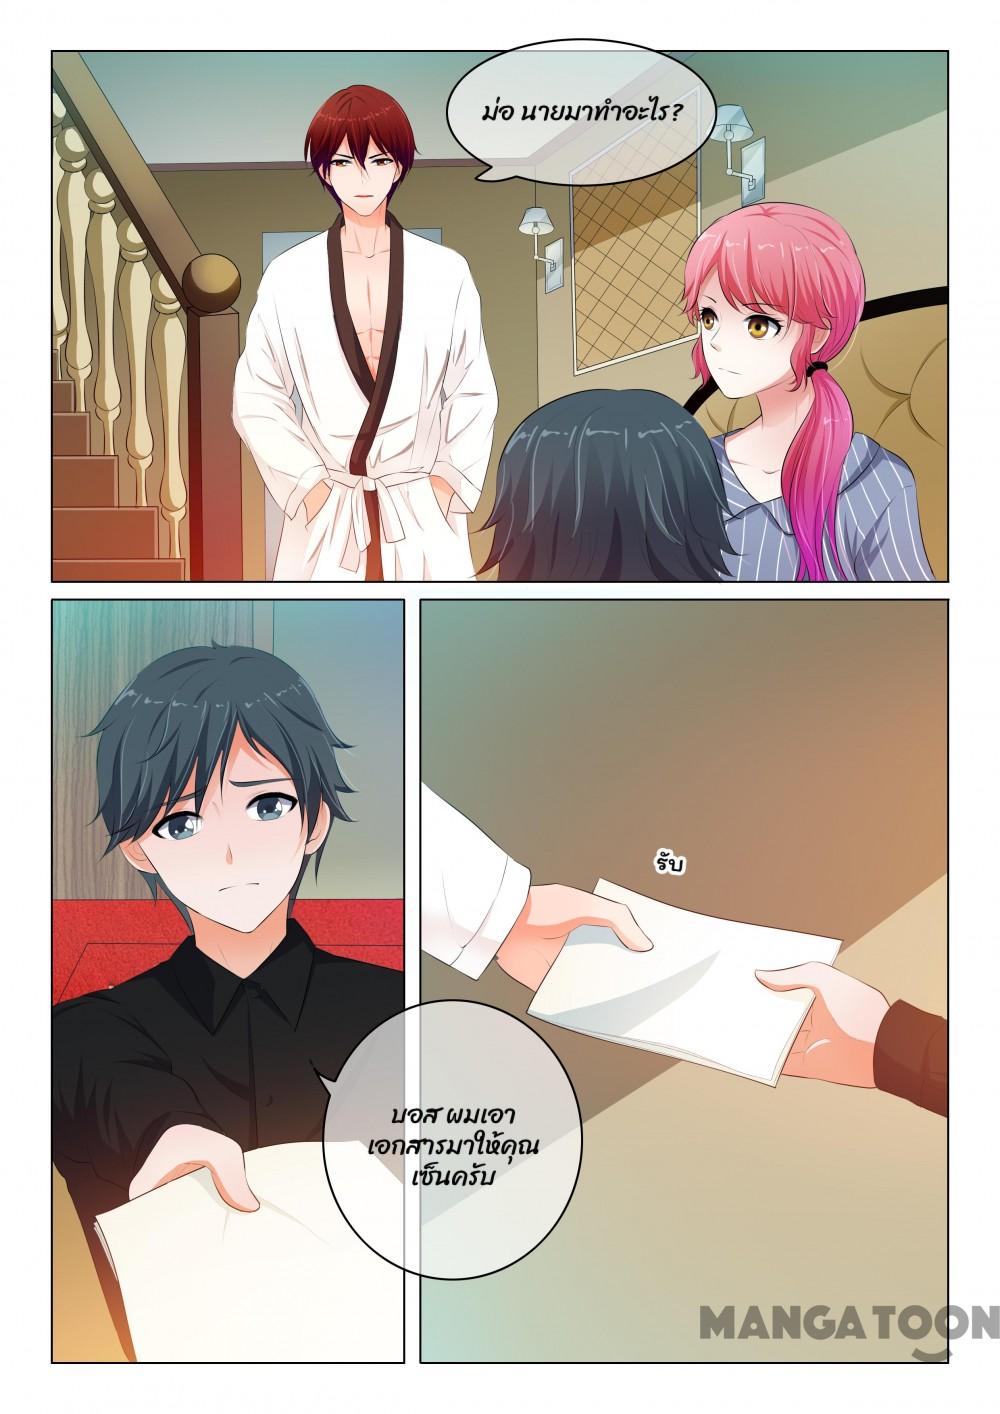 ม่อ นายมาทำอะไร?
รับ
บอส ผมเอา
เอกสารมาให้คุณ
เซ็นครับ
MANGATOON